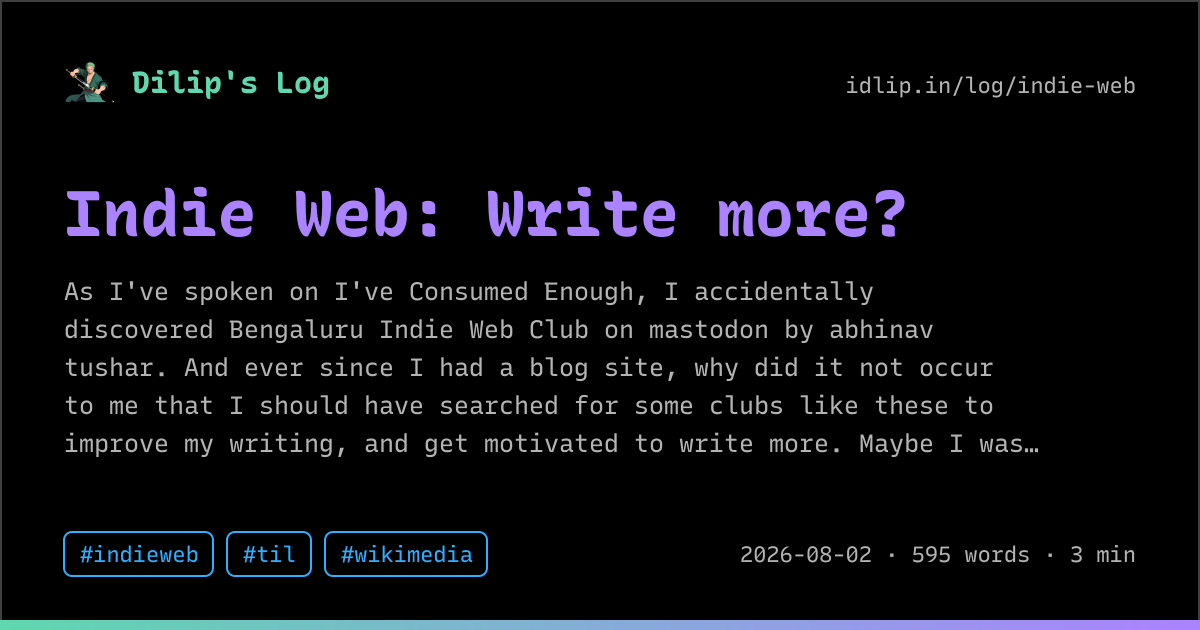 Dilip's Log
idlip.in/log/indie-web
Indie Web: Write more?
As I've spoken on I've Consumed Enough, I accidentally
discovered Bengaluru Indie Web Club on mastodon by abhinav
tushar. And ever since I had a blog site, why did it not occur
to me that I should have searched for some clubs like these to
improve my writing, and get motivated to write more. Maybe I was…
#indieweb #til #wikimedia
2026-08-02 · 595 words · 3 min